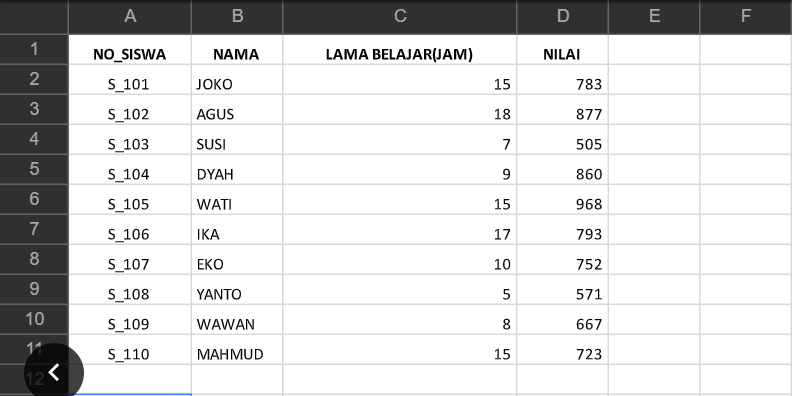 A B C D E F
1 NO_SISWA NAMA LAMA BELAJAR(JAM) NILAI
2 S_101 JOKO 15 783
3 S_102 AGUS 18 877
4 S_103 SUSI 7 505
5 S_104 DYAH 9 860
6 S_105 WATI 15 968
7 S_106 IKA 17 793
8 S_107 EKO 10 752
9 S_108 YANTO 5 571
10 S_109 WAWAN 8 667
11 S_110 MAHMUD 15 723
12